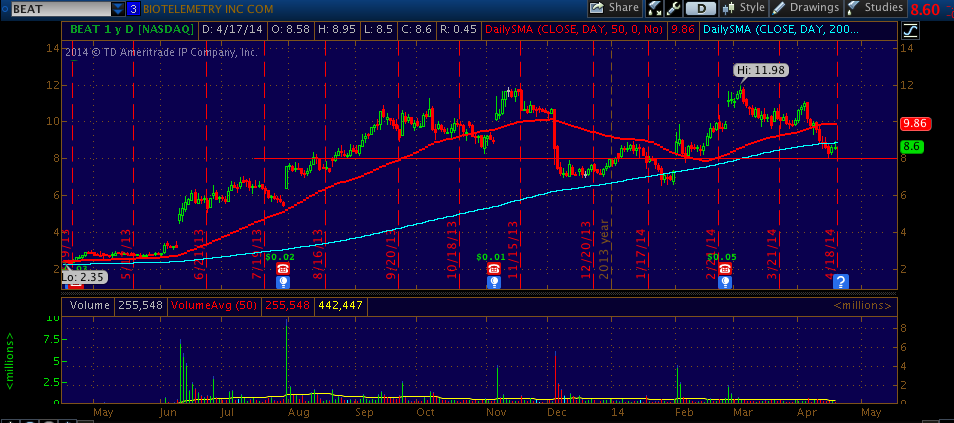 BEAT 3 BIOTELEMETRY INC COM Share D Style Drawings Studies 8.60
BEAT 1 y D [NASDAQ] D: 4/17/14 O: 8.58 H: 8.95 L: 8.5 C: 8.6 R: 0.45 DailySMA (CLOSE, DAY, 50, 0, No) 9.86 DailySMA (CLOSE, DAY, 200...
2014 © TD Ameritrade IP Company, Inc.
14 14
Hi: 11.98
12 12
10 10
9.86
8.6
8 8
6 6
4 4
6/21/13 7/19/13 8/16/13 9/20/13 10/18/13 11/15/13 12/20/13 2013 year 1/17/14 3/21/14 4/18/14
$0.02 $0.01 $0.05
2 2
Lo: 2.35
?
Volume 255,548 VolumeAvg (50) 255,548 442,447 <millions>
10
7.5 8
5 6
2.5 4
2
0
<millions>
May Jun Jul Aug Sep Oct Nov Dec 14 Feb Mar Apr May